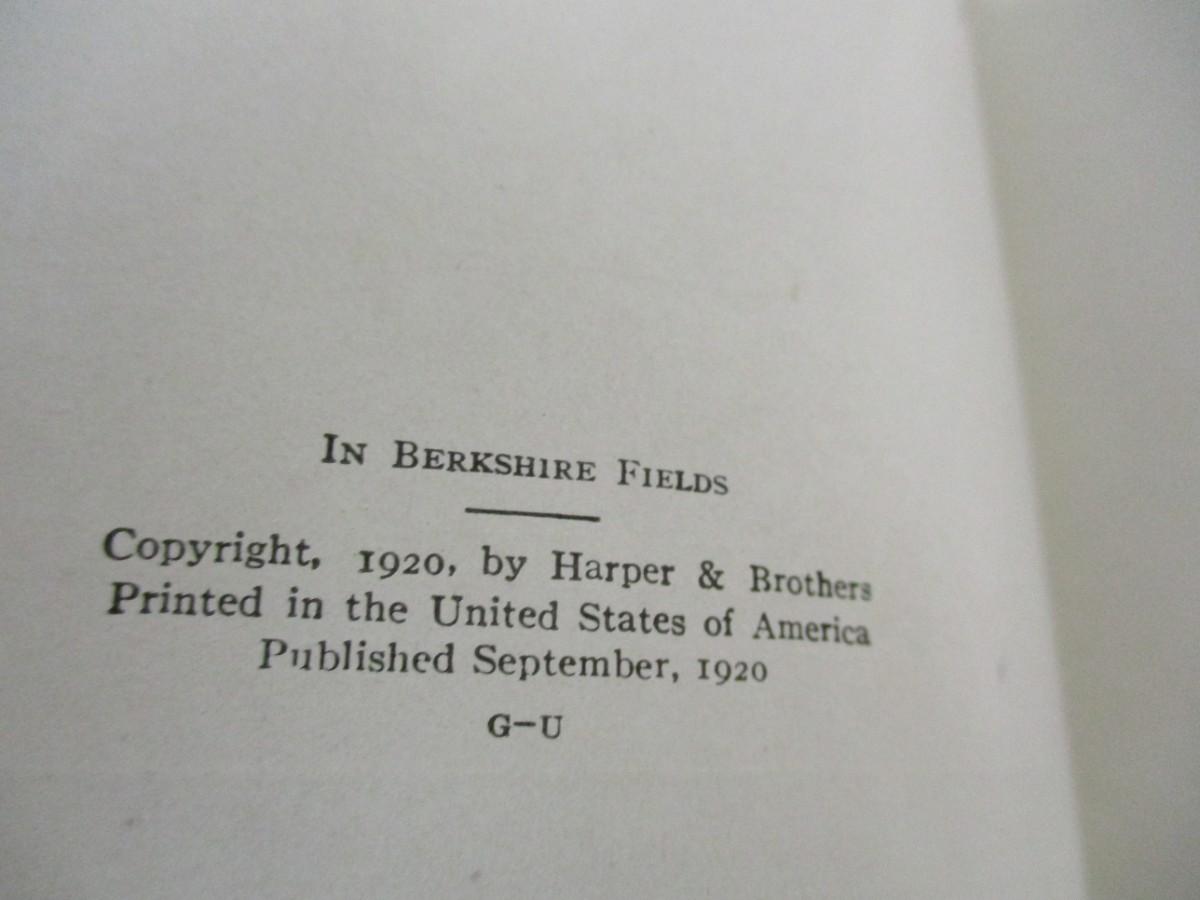 In Berkshire Fields
Copyright, 1920, by Harper & Brothers
Printed in the United States of America
Published September, 1920
G–U